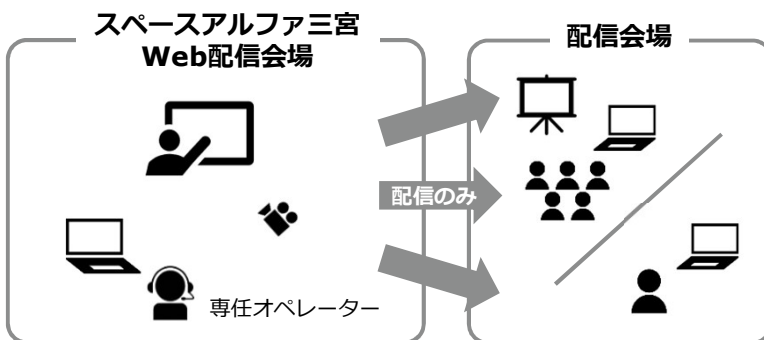 スペースアルファ三宮
Web配信会場
配信会場
配信のみ
専任オペレーター